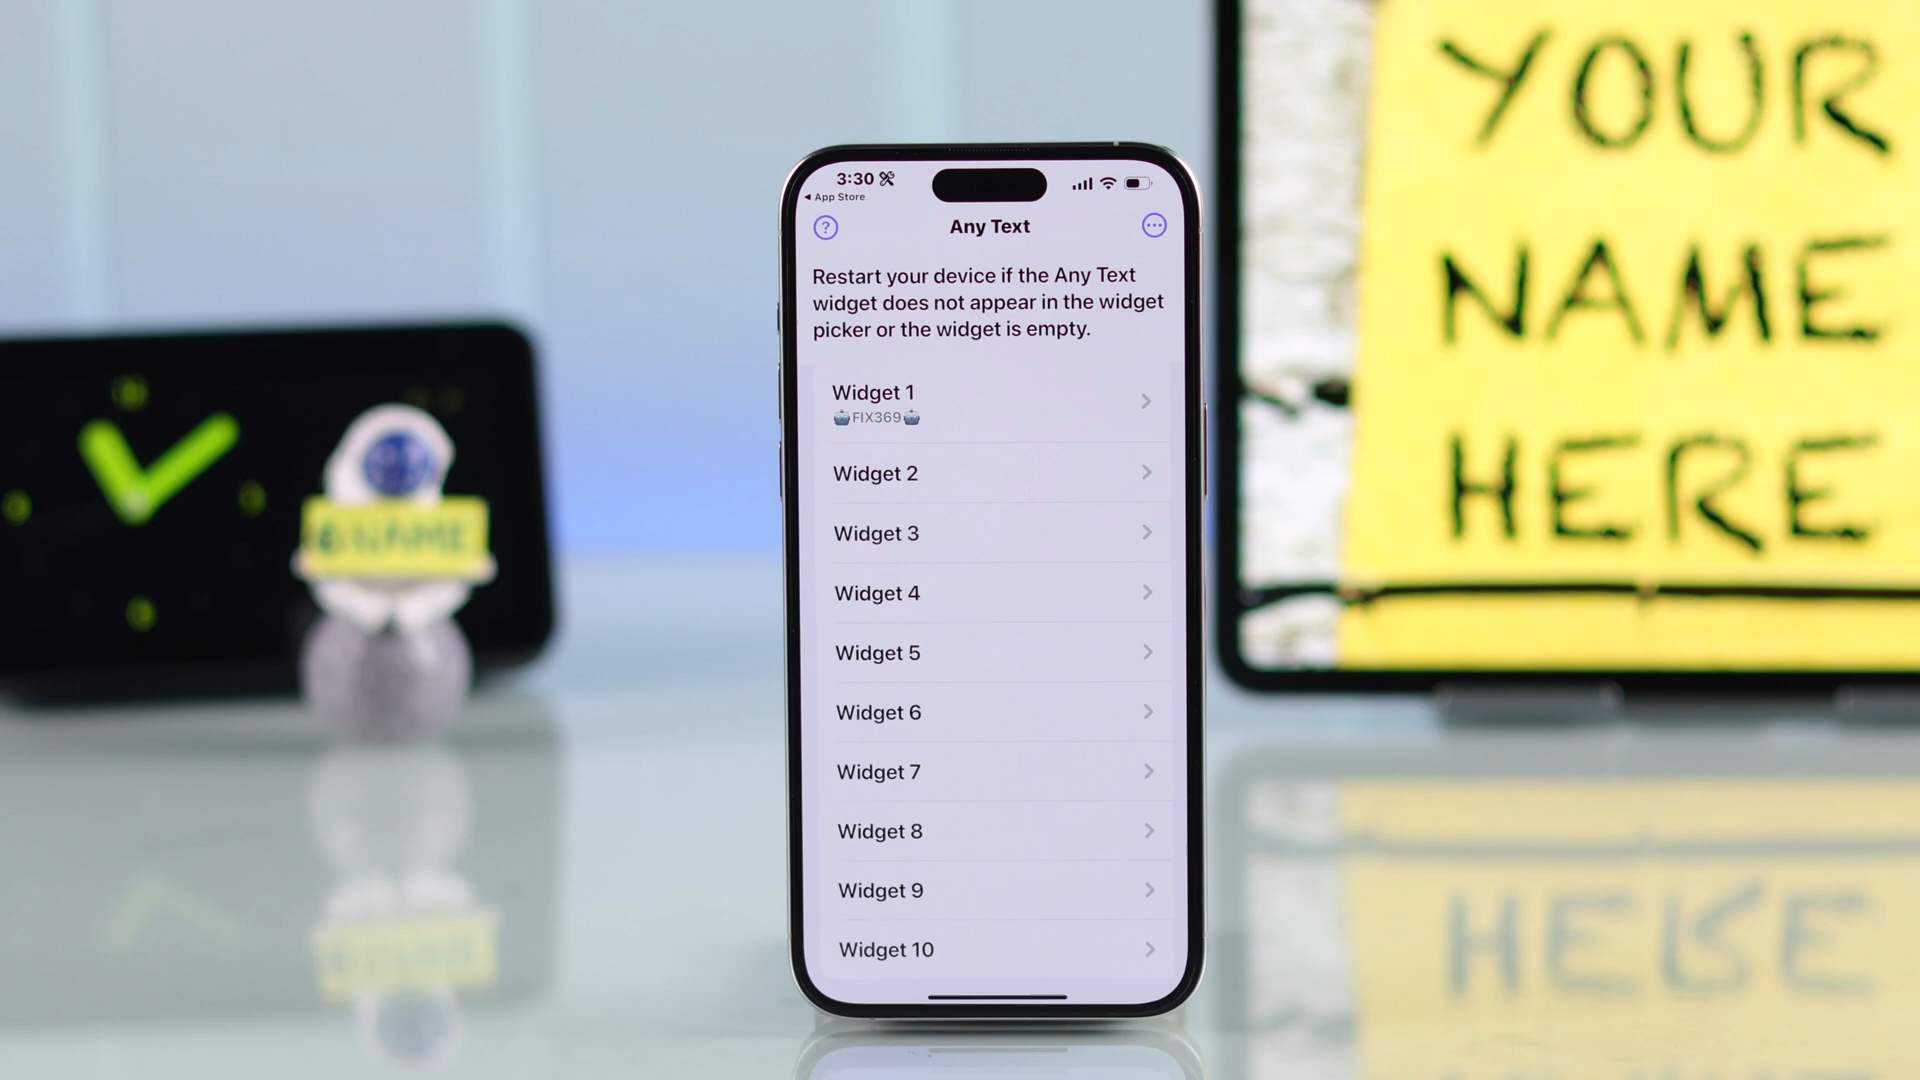 3:30
App Store
Any Text
Restart your device if the Any Text
widget does not appear in the widget
picker or the widget is empty.
Widget 1
🤖FIX369🤖
Widget 2
Widget 3
Widget 4
Widget 5
Widget 6
Widget 7
Widget 8
Widget 9
Widget 10
YOUR
NAME
HERE
NAME